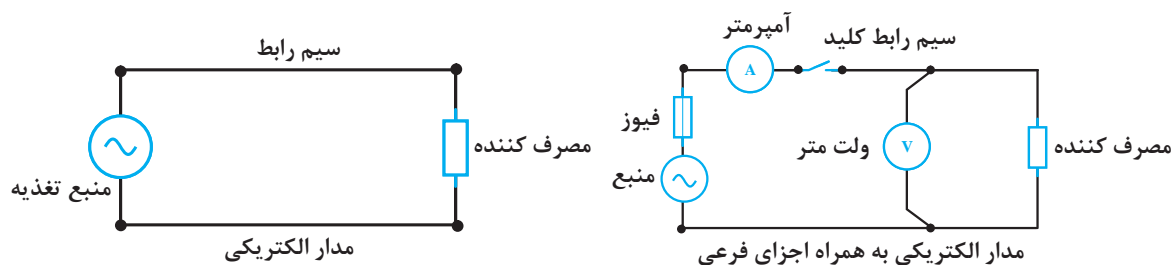 سیم رابط
مصرف کننده
منبع تغذیه
مدار الکتریکی
آمپرمتر
سیم رابط کلید
A
فیوز
ولت متر
V
مصرف کننده
منبع
مدار الکتریکی به همراه اجزای فرعی